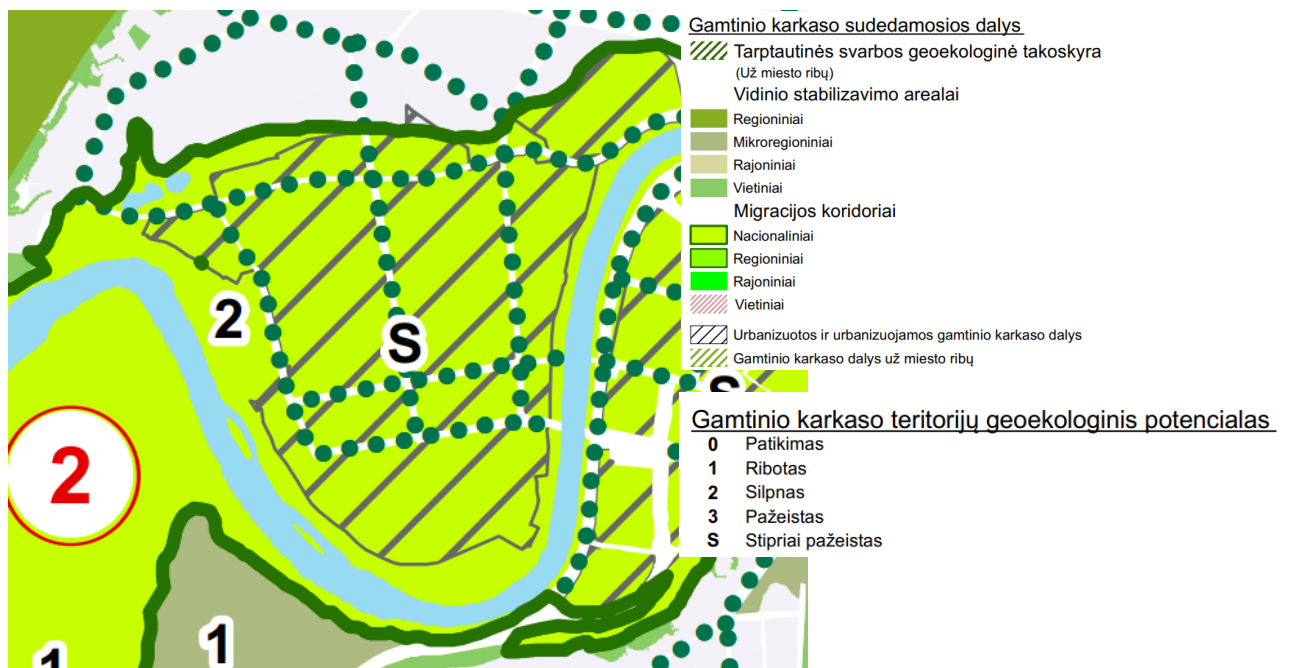 Gamtinio karkaso sudedamosios dalys
Tarptautinės svarbos geoekologinė takoskyra
(Už miesto ribų)
Vidinio stabilizavimo arealai
Regioniniai
Mikroregioniniai
Rajoniniai
Vietiniai
Migracijos koridoriai
Nacionaliniai
Regioniniai
Rajoniniai
Vietiniai
Urbanizuotos ir urbanizuojamos gamtinio karkaso dalys
Gamtinio karkaso dalys už miesto ribų
2
S
S
Gamtinio karkaso teritorijų geoekologinis potencialas
0 Patikimas
1 Ribotas
2 Silpnas
3 Pažeistas
S Stipriai pažeistas
2
1
1